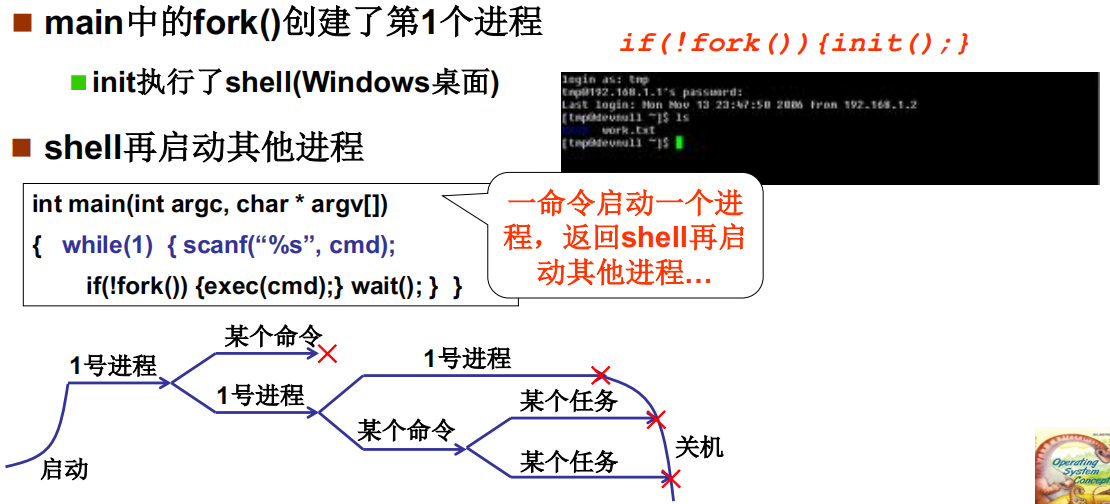 main中的fork()创建了第1个进程
if(!fork()){init();}
init执行了shell(Windows桌面)
login as: tmp
tmp@192.168.1.1's password:
Last login: Mon Nov 13 23:47:50 2006 from 192.168.1.2
[tmp@devnull ~]$ ls
work.txt
[tmp@devnull ~]$
shell再启动其他进程
int main(int argc, char * argv[])
{ while(1) { scanf(“%s”, cmd);
if(!fork()) {exec(cmd);} wait(); } }
一命令启动一个进
程，返回shell再启
动其他进程…
某个命令
1号进程
1号进程
1号进程
某个任务
某个命令
关机
某个任务
启动
Operating
System
Concepts